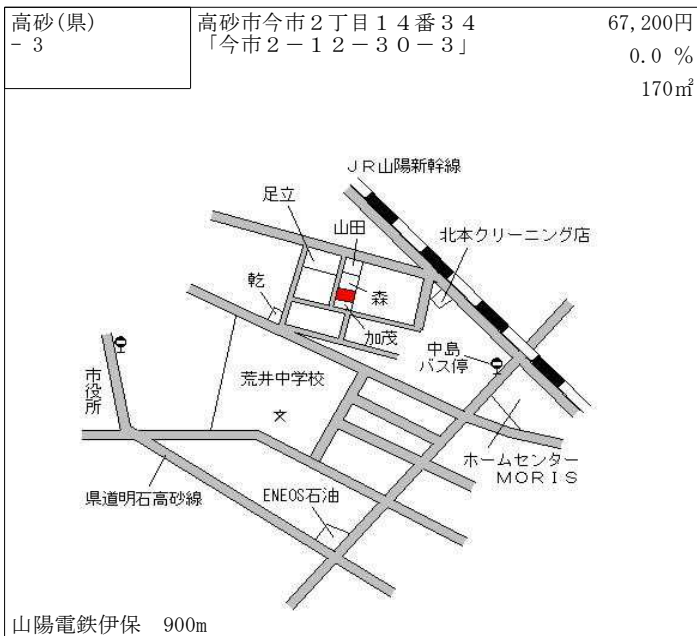 高砂(県)
- 3
高砂市今市２丁目１４番３４
「今市２－１２－３０－３」
67,200円
0.0 %
170㎡
ＪＲ山陽新幹線
足立
山田
北本クリーニング店
乾
森
加茂
中島
バス停
市役所
荒井中学校
文
ホームセンター
ＭＯＲＩＳ
県道明石高砂線
ENEOS石油
山陽電鉄伊保　900m